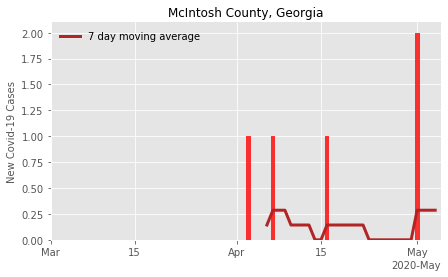 McIntosh County, Georgia
7 day moving average
New Covid-19 Cases
2.00
1.75
1.50
1.25
1.00
0.75
0.50
0.25
0.00
Mar
15
Apr
15
May
2020-May